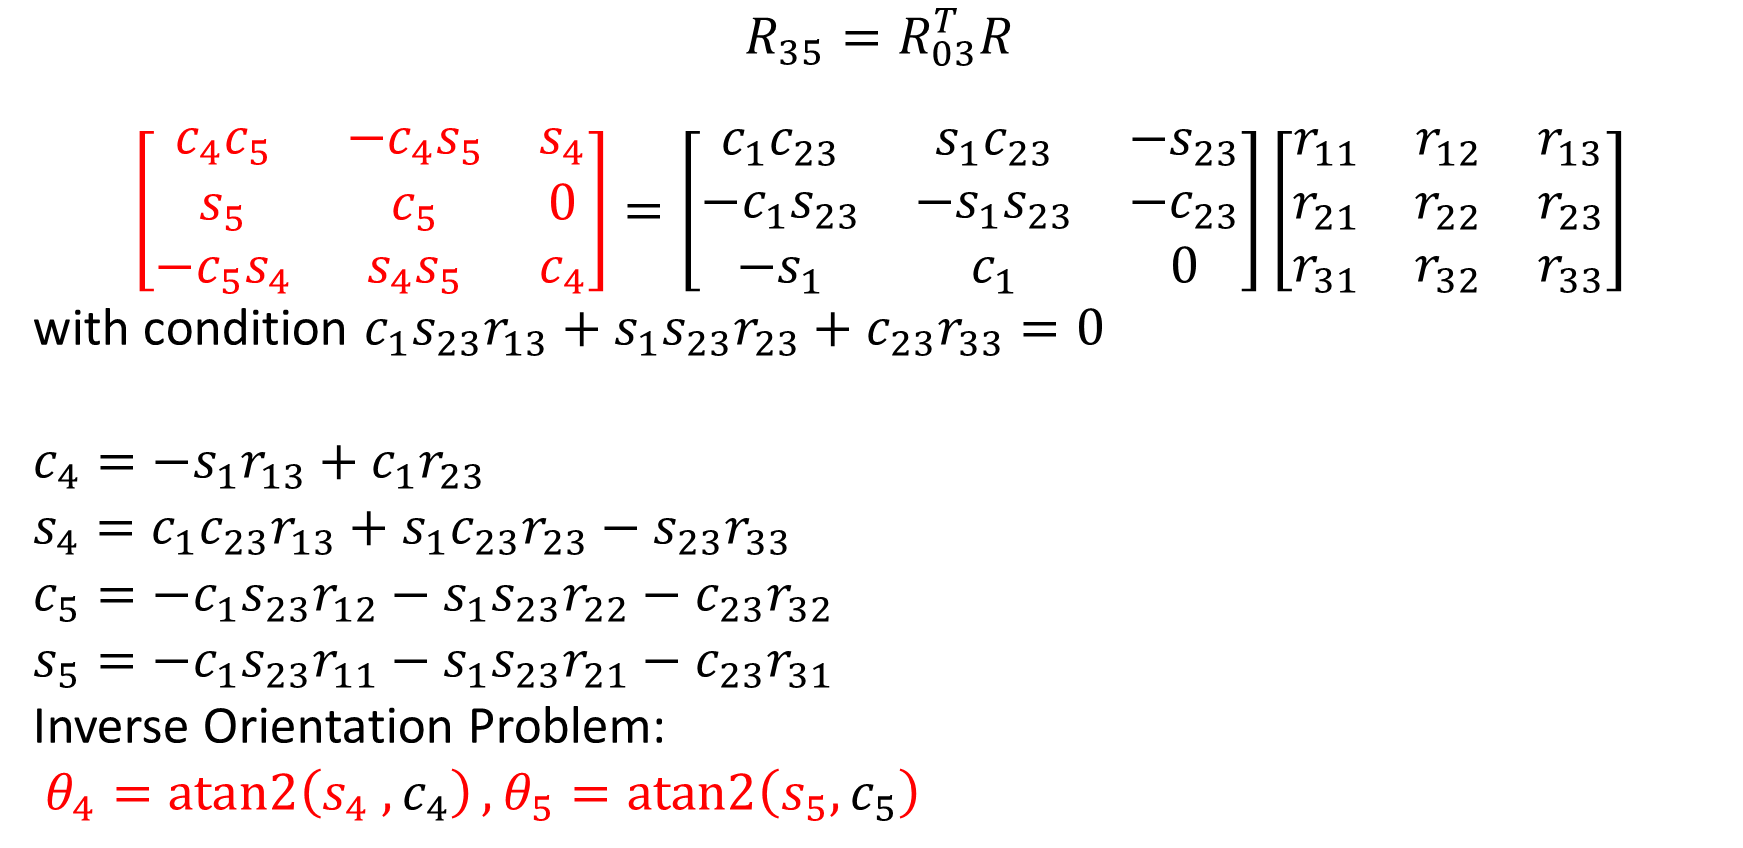 R₃₅ = R₀₃ᵀR
[c₄c₅ −c₄s₅ s₄; s₅ c₅ 0; −c₅s₄ s₄s₅ c₄] = [c₁c₂₃ s₁c₂₃ −s₂₃; −c₁s₂₃ −s₁s₂₃ −c₂₃; −s₁ c₁ 0] [r₁₁ r₁₂ r₁₃; r₂₁ r₂₂ r₂₃; r₃₁ r₃₂ r₃₃]
with condition c₁s₂₃r₁₃ + s₁s₂₃r₂₃ + c₂₃r₃₃ = 0
c₄ = −s₁r₁₃ + c₁r₂₃
s₄ = c₁c₂₃r₁₃ + s₁c₂₃r₂₃ − s₂₃r₃₃
c₅ = −c₁s₂₃r₁₂ − s₁s₂₃r₂₂ − c₂₃r₃₂
s₅ = −c₁s₂₃r₁₁ − s₁s₂₃r₂₁ − c₂₃r₃₁
Inverse Orientation Problem:
θ₄ = atan2(s₄ , c₄) , θ₅ = atan2(s₅, c₅)